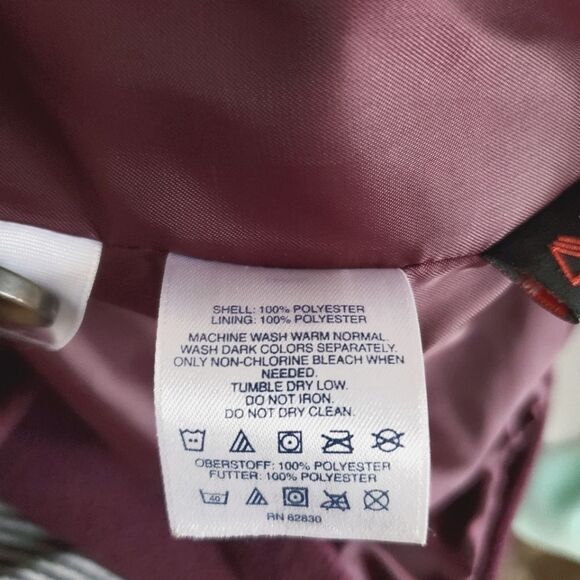 SHELL: 100% POLYESTER
LINING: 100% POLYESTER
MACHINE WASH WARM NORMAL.
WASH DARK COLORS SEPARATELY.
ONLY NON-CHLORINE BLEACH WHEN
NEEDED.
TUMBLE DRY LOW.
DO NOT IRON.
DO NOT DRY CLEAN.
OBERSTOFF: 100% POLYESTER
FUTTER: 100% POLYESTER
40
RN 62830